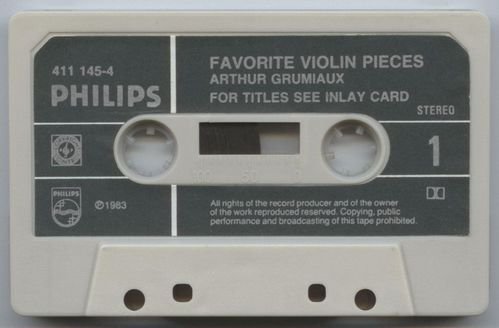 411 145-4
PHILIPS
FAVORITE VIOLIN PIECES
ARTHUR GRUMIAUX
FOR TITLES SEE INLAY CARD
STEREO
1
100 50 0
PHILIPS
℗1983
All rights of the record producer and of the owner
of the work reproduced reserved. Copying, public
performance and broadcasting of this tape prohibited.